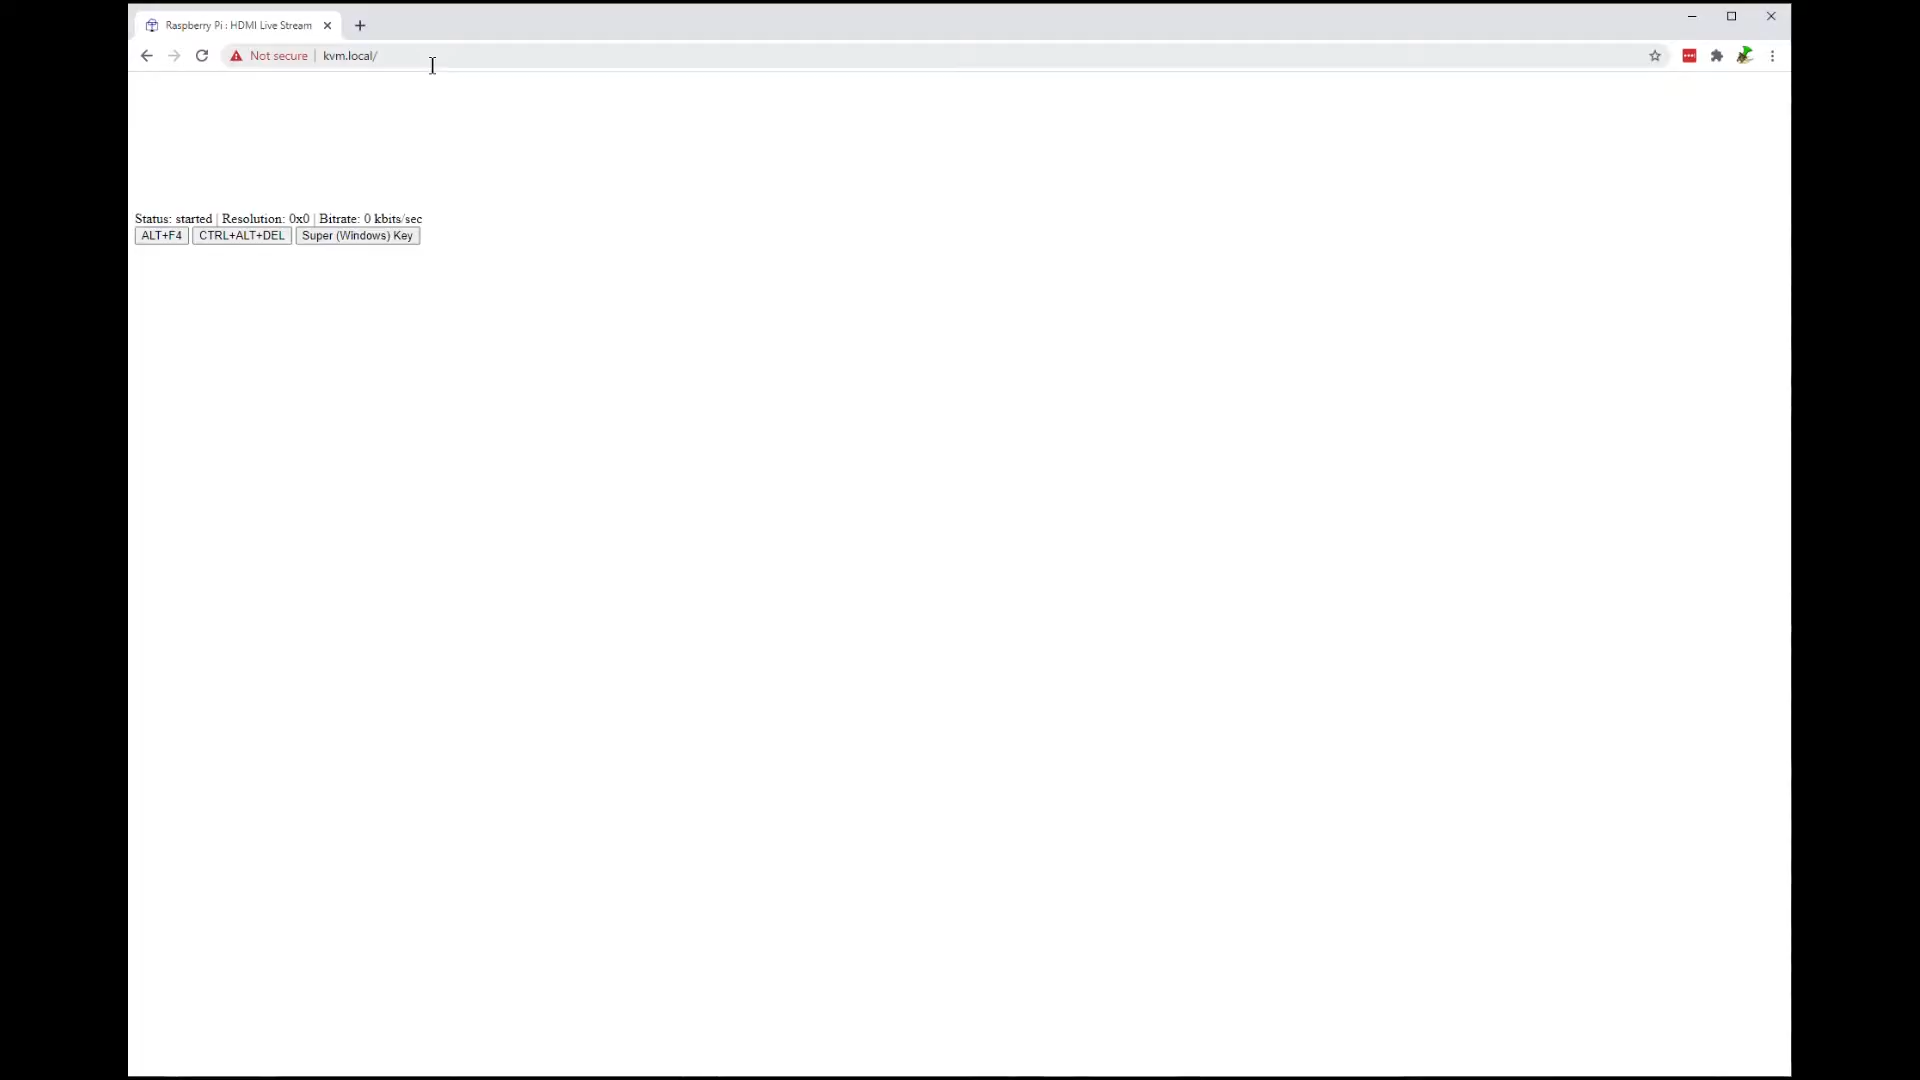 Raspberry Pi : HDMI Live Stream
Not secure | kvm.local/
Status: started | Resolution: 0x0 | Bitrate: 0 kbits/sec
ALT+F4 CTRL+ALT+DEL Super (Windows) Key